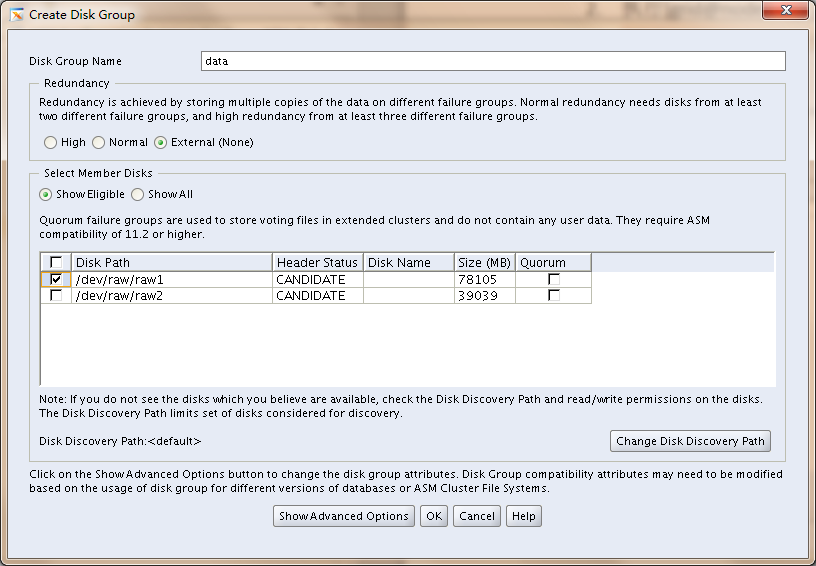 Create Disk Group
Disk Group Name data
Redundancy
Redundancy is achieved by storing multiple copies of the data on different failure groups. Normal redundancy needs disks from at least
two different failure groups, and high redundancy from at least three different failure groups.
High Normal External (None)
Select Member Disks
Show Eligible Show All
Quorum failure groups are used to store voting files in extended clusters and do not contain any user data. They require ASM
compatibility of 11.2 or higher.
Disk Path Header Status Disk Name Size (MB) Quorum
/dev/raw/raw1 CANDIDATE 78105
/dev/raw/raw2 CANDIDATE 39039
Note: If you do not see the disks which you believe are available, check the Disk Discovery Path and read/write permissions on the disks.
The Disk Discovery Path limits set of disks considered for discovery.
Disk Discovery Path:<default> Change Disk Discovery Path
Click on the Show Advanced Options button to change the disk group attributes. Disk Group compatibility attributes may need to be modified
based on the usage of disk group for different versions of databases or ASM Cluster File Systems.
Show Advanced Options OK Cancel Help